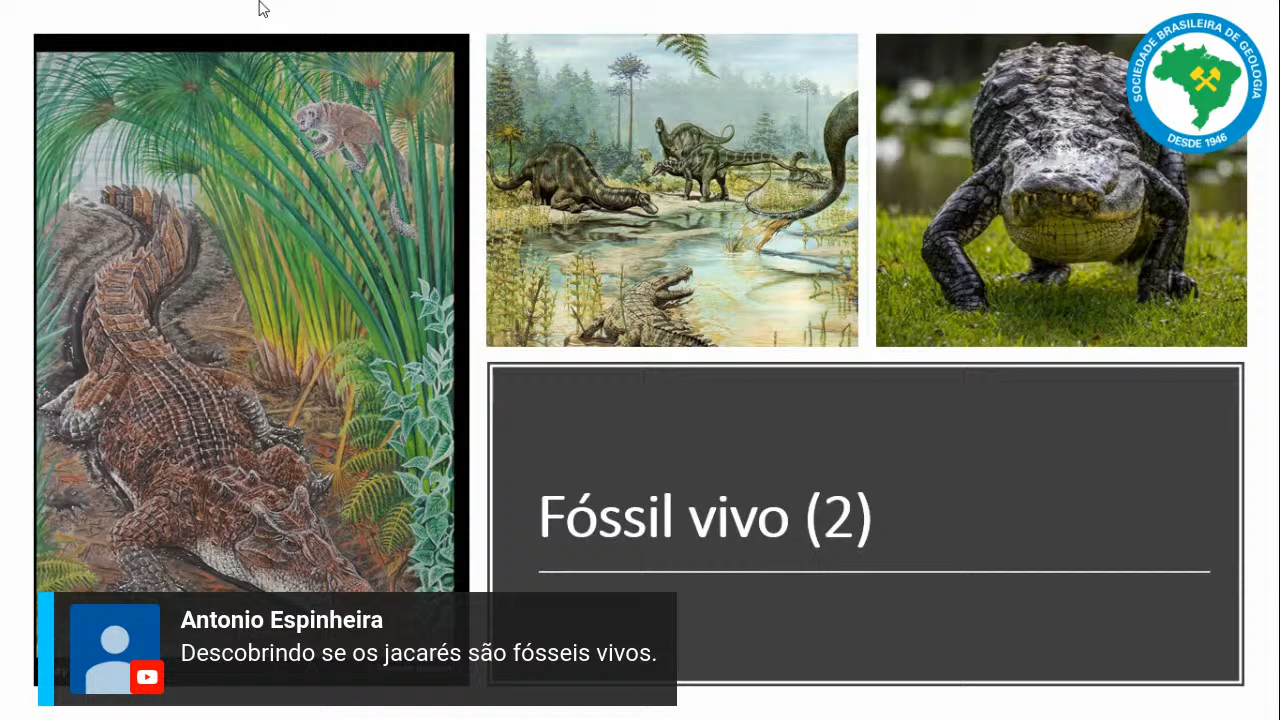 SOCIEDADE BRASILEIRA DE GEOLOGIA
DESDE 1946
Fóssil vivo (2)
Antonio Espinheira
Descobrindo se os jacarés são fósseis vivos.